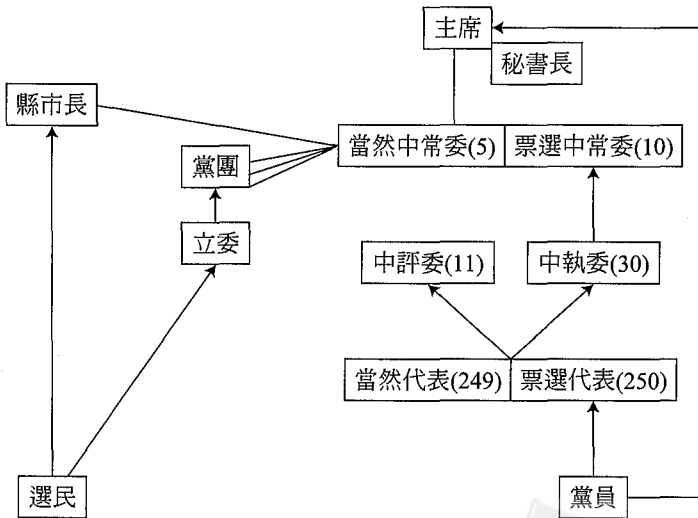 主席
秘書長
縣市長
當然中常委(5) 票選中常委(10)
黨團
立委
中評委(11) 中執委(30)
當然代表(249) 票選代表(250)
選民 黨員